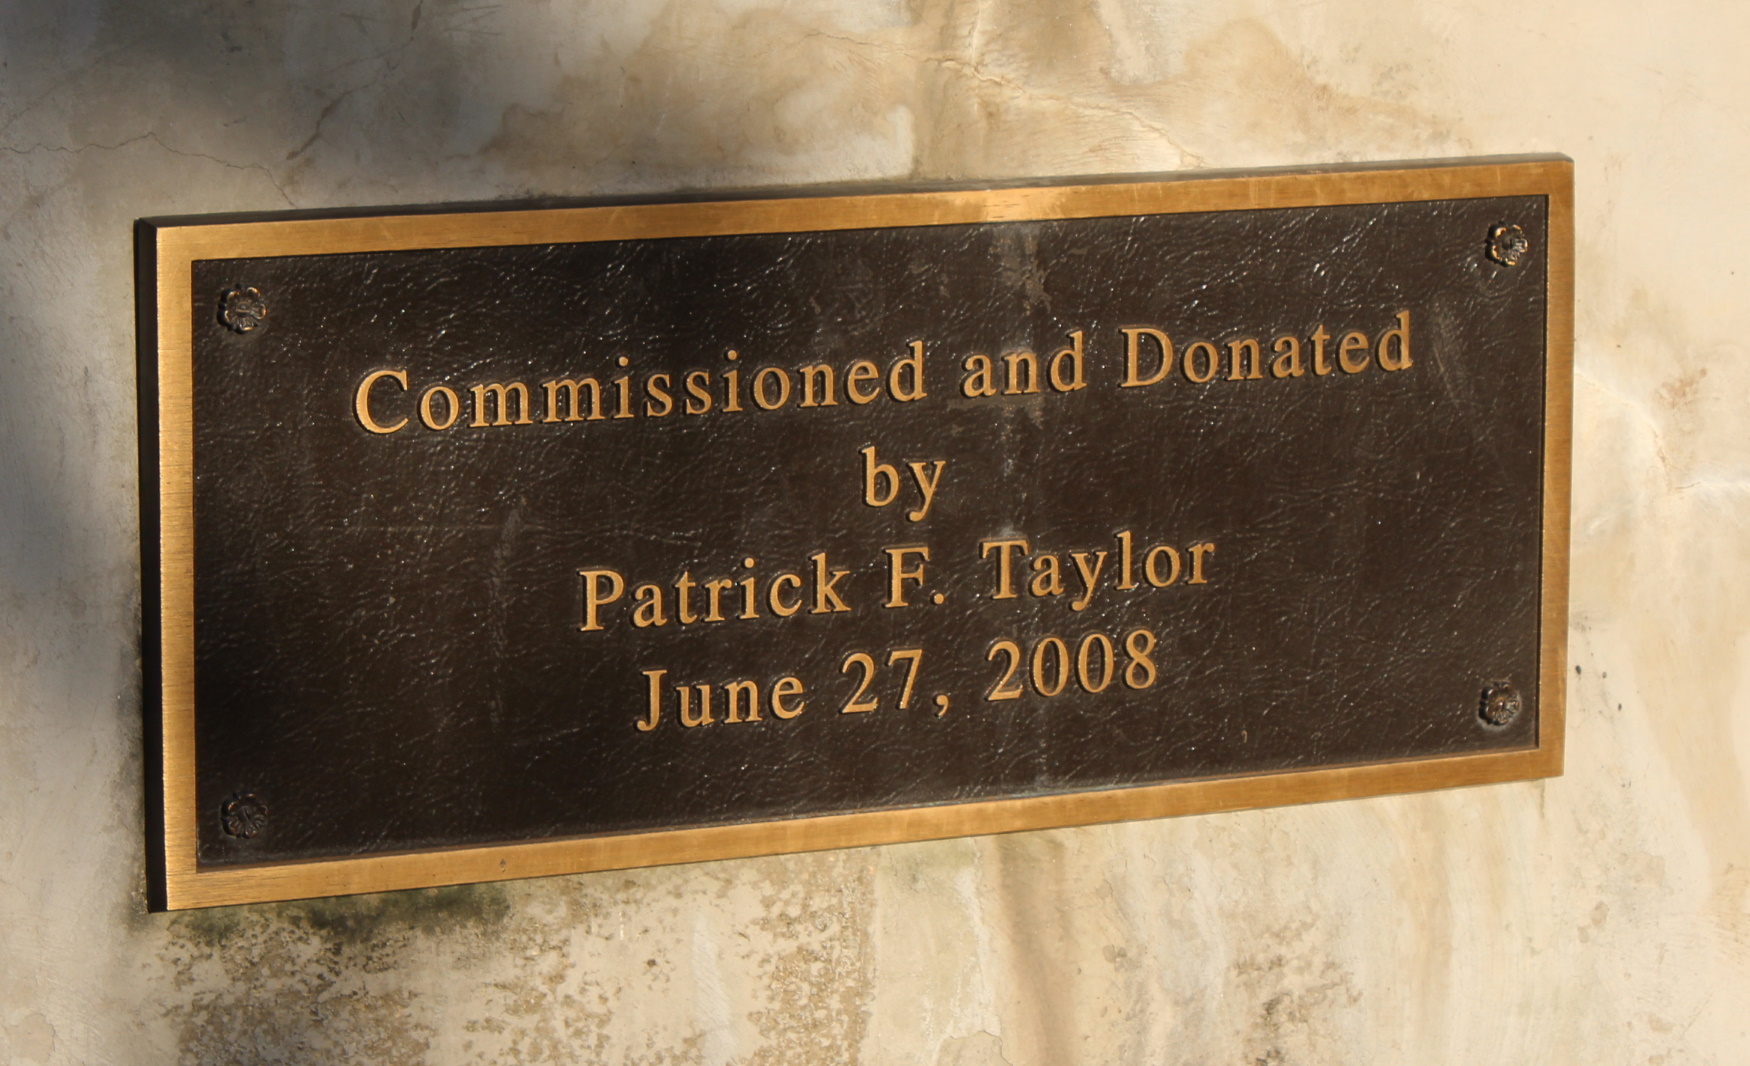 Commissioned and Donated
by
Patrick F. Taylor
June 27, 2008